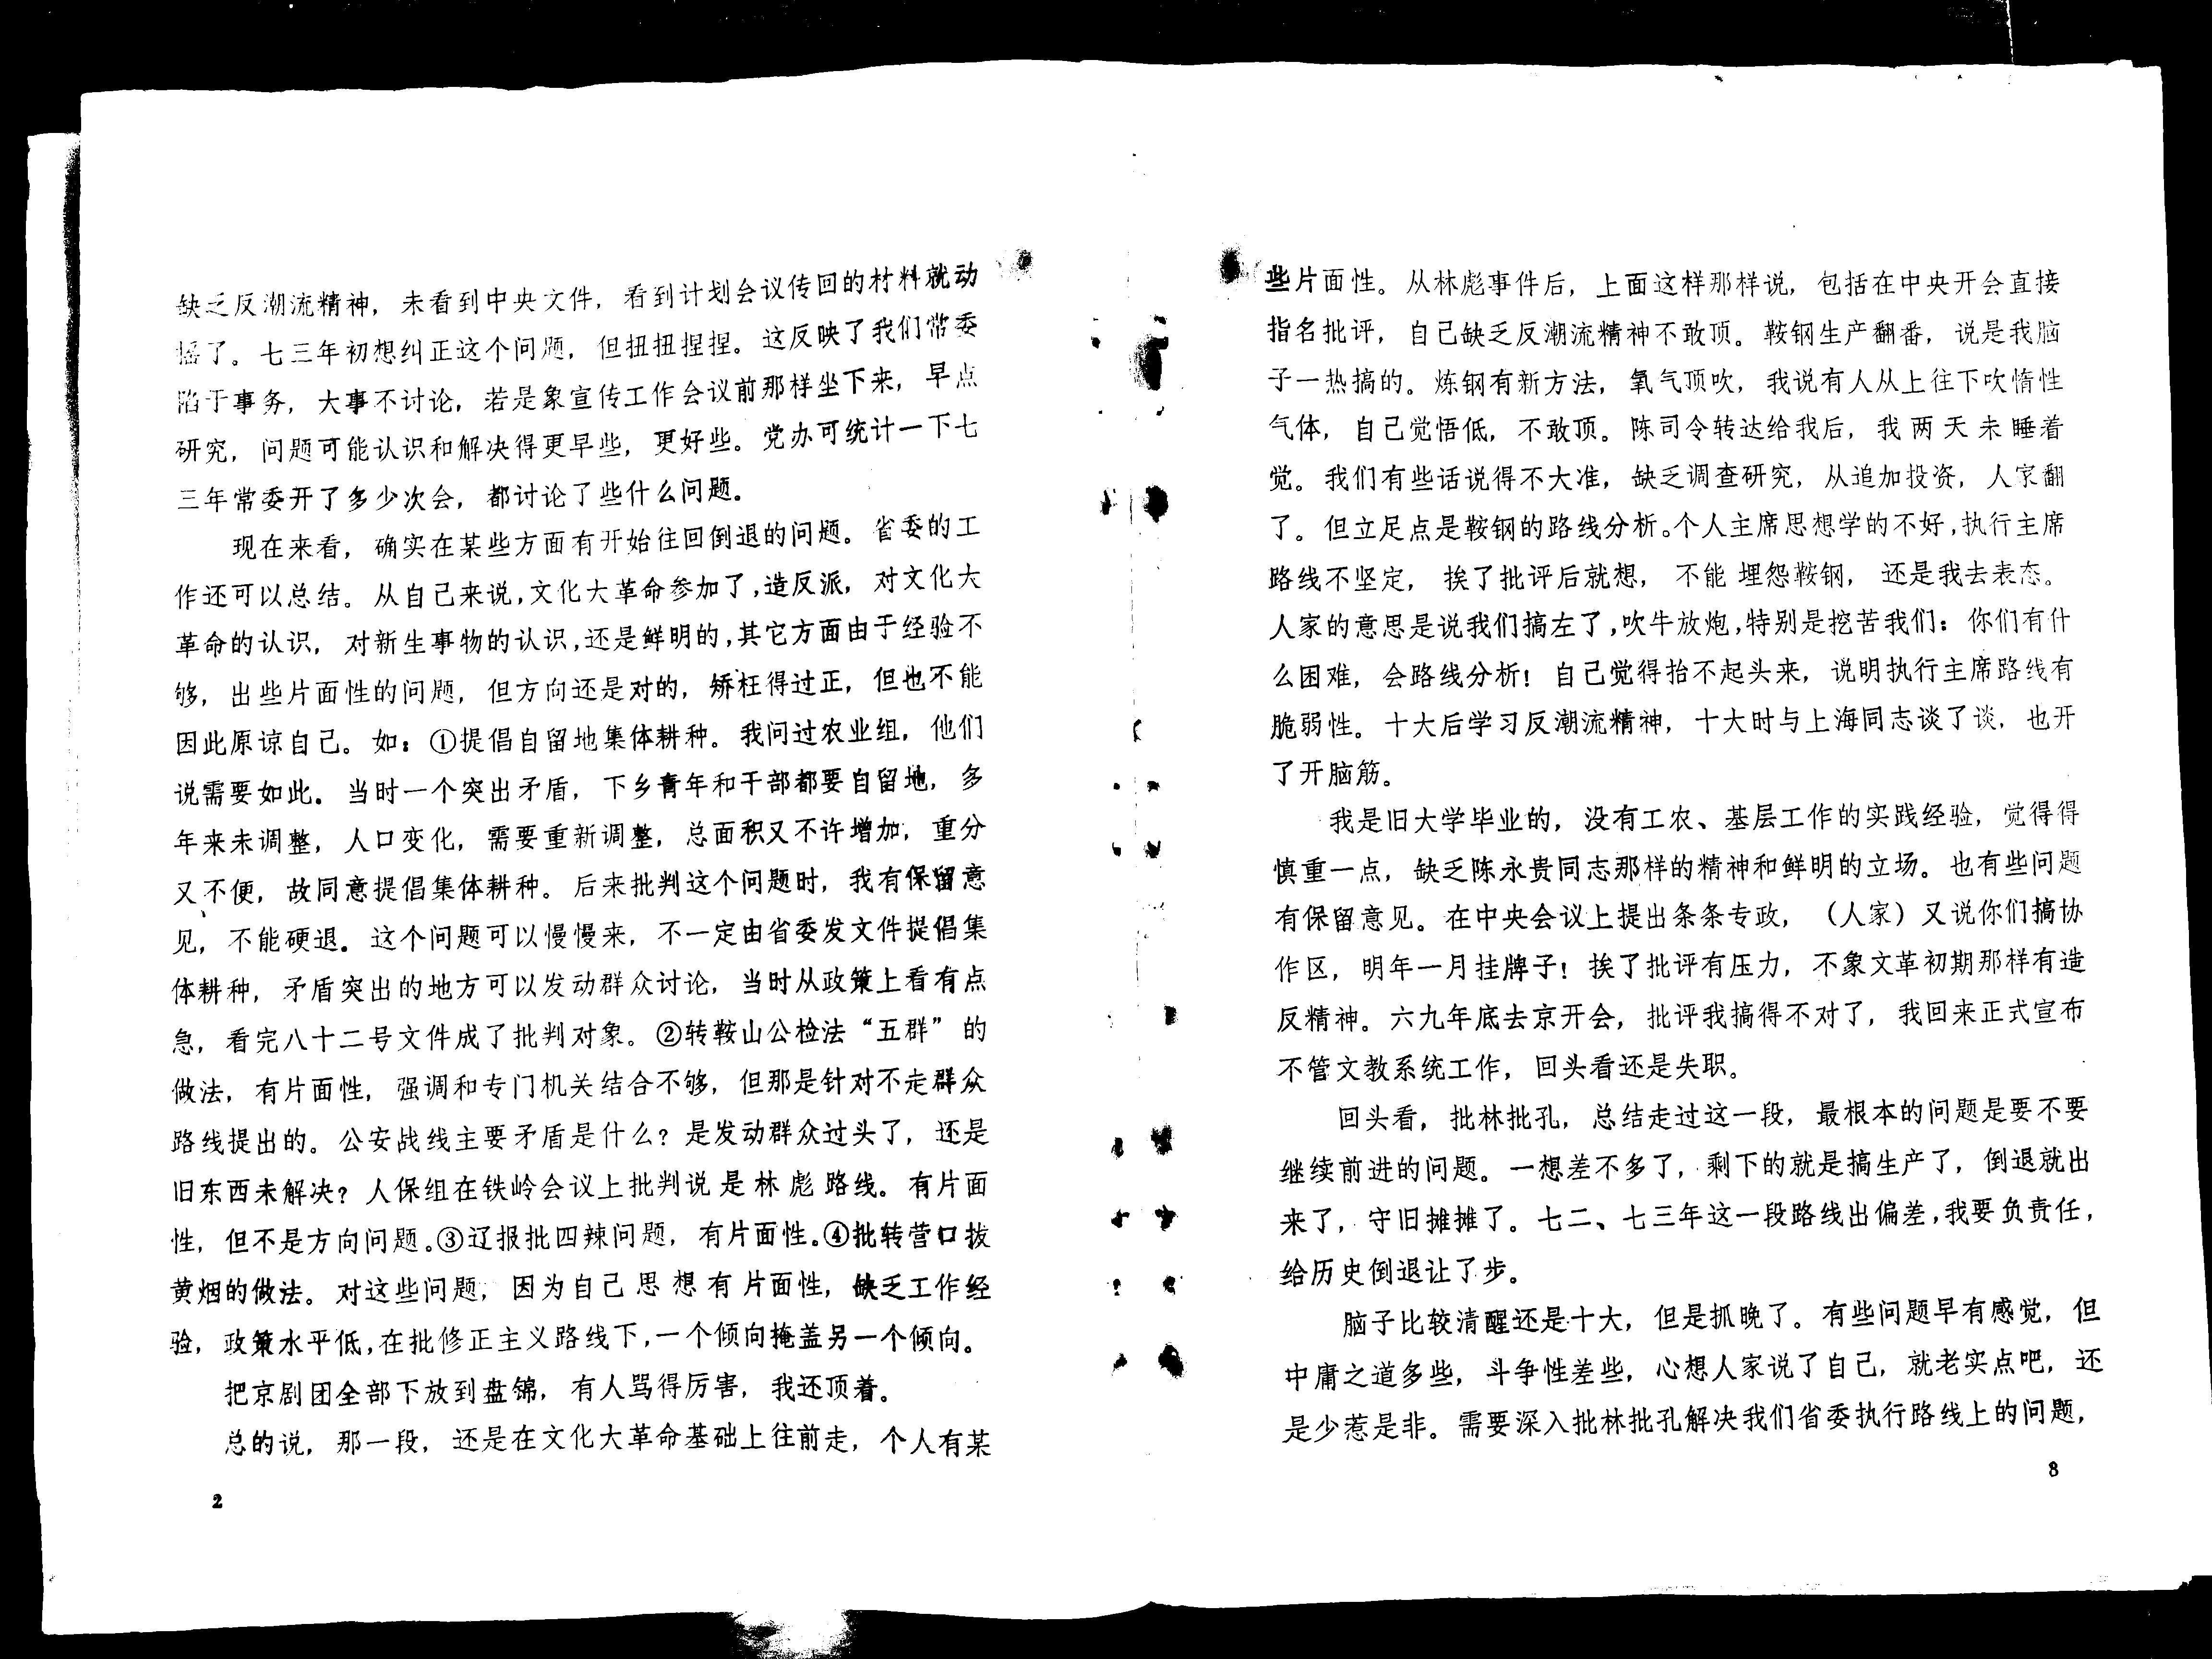 缺乏反潮流精神，未看到中央文件，看到计划会议传回的材料就动
摇了。七三年初想纠正这个问题，但扭扭捏捏。这反映了我们常委
陷于事务，大事不讨论，若是象宣传工作会议前那样坐下来，早点
研究，问题可能认识和解决得更早些，更好些。党办可统计一下七
三年常委开了多少次会，都讨论了些什么问题。
现在来看，确实在某些方面有开始往回倒退的问题。省委的工
作还可以总结。从自己来说，文化大革命参加了，造反派，对文化大
革命的认识，对新生事物的认识，还是鲜明的，其它方面由于经验不
够，出些片面性的问题，但方向还是对的，矫枉得过正，但也不能
因此原谅自己。如：①提倡自留地集体耕种。我问过农业组，他们
说需要如此。当时一个突出矛盾，下乡青年和干部都要自留地，多
年来未调整，人口变化，需要重新调整，总面积又不许增加，重分
又不便，故同意提倡集体耕种。后来批判这个问题时，我有保留意
见，不能硬退。这个问题可以慢慢来，不一定由省委发文件提倡集
体耕种，矛盾突出的地方可以发动群众讨论，当时从政策上看有点
急，看完八十二号文件成了批判对象。②转鞍山公检法“五群”的
做法，有片面性，强调和专门机关结合不够，但那是针对不走群众
路线提出的。公安战线主要矛盾是什么？是发动群众过头了，还是
旧东西未解决？人保组在铁岭会议上批判说是林彪路线。有片面
性，但不是方向问题。③辽报批四辣问题，有片面性。④批转营口拔
黄烟的做法。对这些问题，因为自己思想有片面性，缺乏工作经
验，政策水平低，在批修正主义路线下，一个倾向掩盖另一个倾向。
把京剧团全部下放到盘锦，有人骂得厉害，我还顶着。
总的说，那一段，还是在文化大革命基础上往前走，个人有某
2
些片面性。从林彪事件后，上面这样那样说，包括在中央开会直接
指名批评，自己缺乏反潮流精神不敢顶。鞍钢生产翻番，说是我脑
子一热搞的。炼钢有新方法，氧气顶吹，我说有人从上往下吹惰性
气体，自己觉悟低，不敢顶。陈司令转达给我后，我两天未睡着
觉。我们有些话说得不大准，缺乏调查研究，从追加投资，人家翻
了。但立足点是鞍钢的路线分析。个人主席思想学的不好，执行主席
路线不坚定，挨了批评后就想，不能埋怨鞍钢，还是我去表态。
人家的意思是说我们搞左了，吹牛放炮，特别是挖苦我们：你们有什
么困难，会路线分析！自己觉得抬不起头来，说明执行主席路线有
脆弱性。十大后学习反潮流精神，十大时与上海同志谈了谈，也开
了开脑筋。
我是旧大学毕业的，没有工农、基层工作的实践经验，觉得得
慎重一点，缺乏陈永贵同志那样的精神和鲜明的立场。也有些问题
有保留意见。在中央会议上提出条条专政，（人家）又说你们搞协
作区，明年一月挂牌子！挨了批评有压力，不象文革初期那样有造
反精神。六九年底去京开会，批评我搞得不对了，我回来正式宣布
不管文教系统工作，回头看还是失职。
回头看，批林批孔，总结走过这一段，最根本的问题是要不要
继续前进的问题。一想差不多了，剩下的就是搞生产了，倒退就出
来了，守旧摊摊了。七二、七三年这一段路线出偏差，我要负责任，
给历史倒退让了步。
脑子比较清醒还是十大，但是抓晚了。有些问题早有感觉，但
中庸之道多些，斗争性差些，心想人家说了自己，就老实点吧，还
是少惹是非。需要深入批林批孔解决我们省委执行路线上的问题，
3